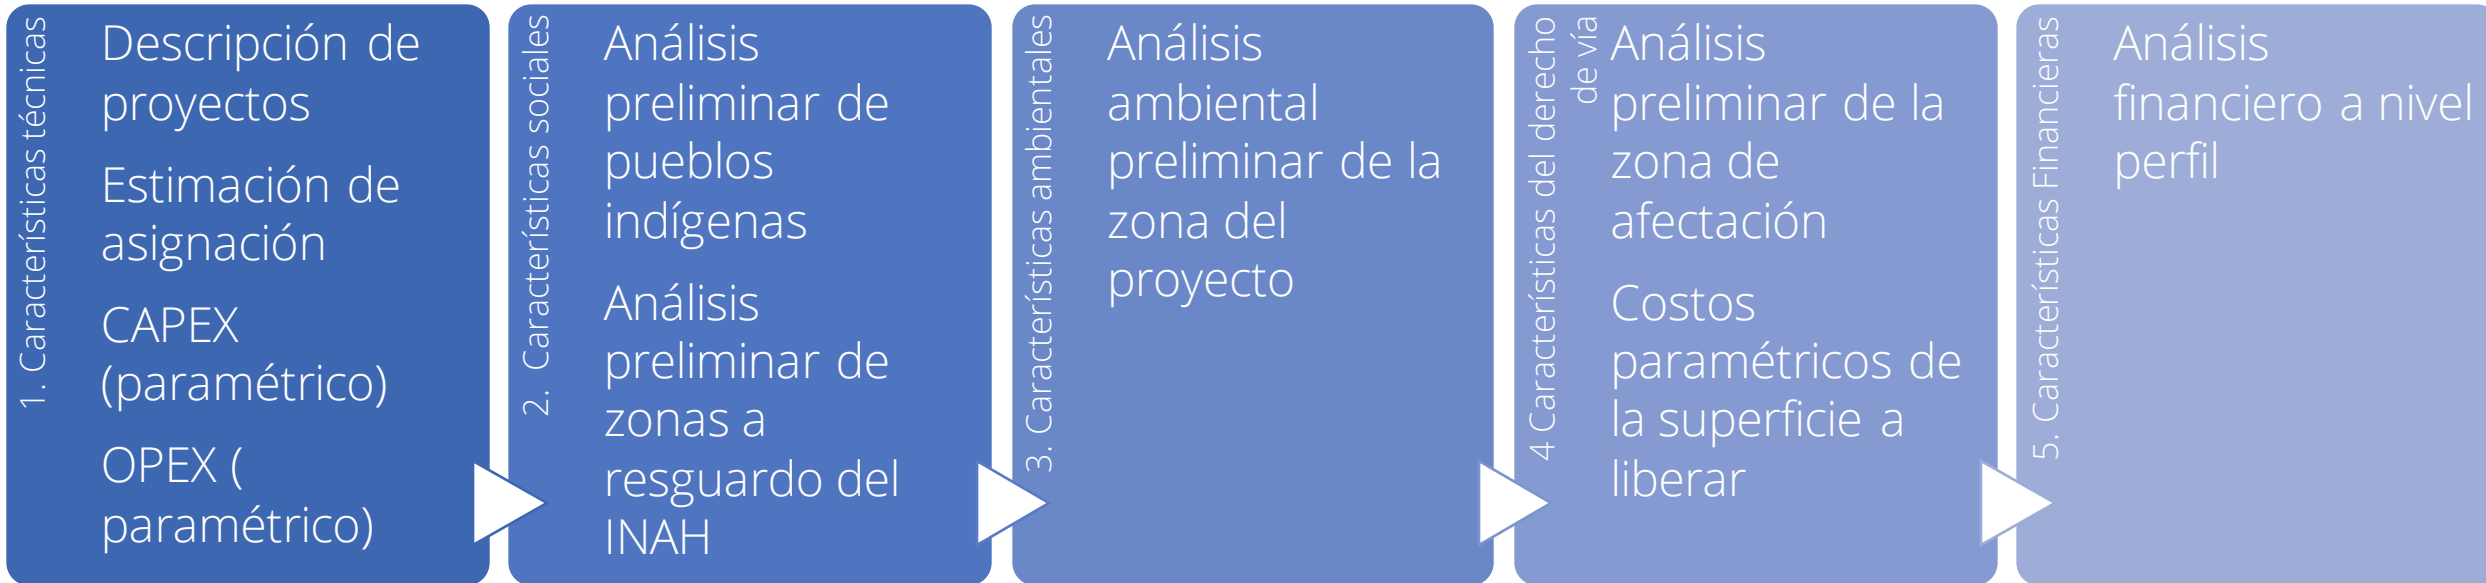 1. Características técnicas
Descripción de
proyectos
Estimación de
asignación
CAPEX
(paramétrico)
OPEX (
paramétrico)
2. Características sociales
Análisis
preliminar de
pueblos
indígenas
Análisis
preliminar de
zonas a
resguardo del
INAH
3. Características ambientales
Análisis
ambiental
preliminar de la
zona del
proyecto
4 Características del derecho
de vía
Análisis
preliminar de la
zona de
afectación
Costos
paramétricos de
la superficie a
liberar
5. Características Financieras
Análisis
financiero a nivel
perfil